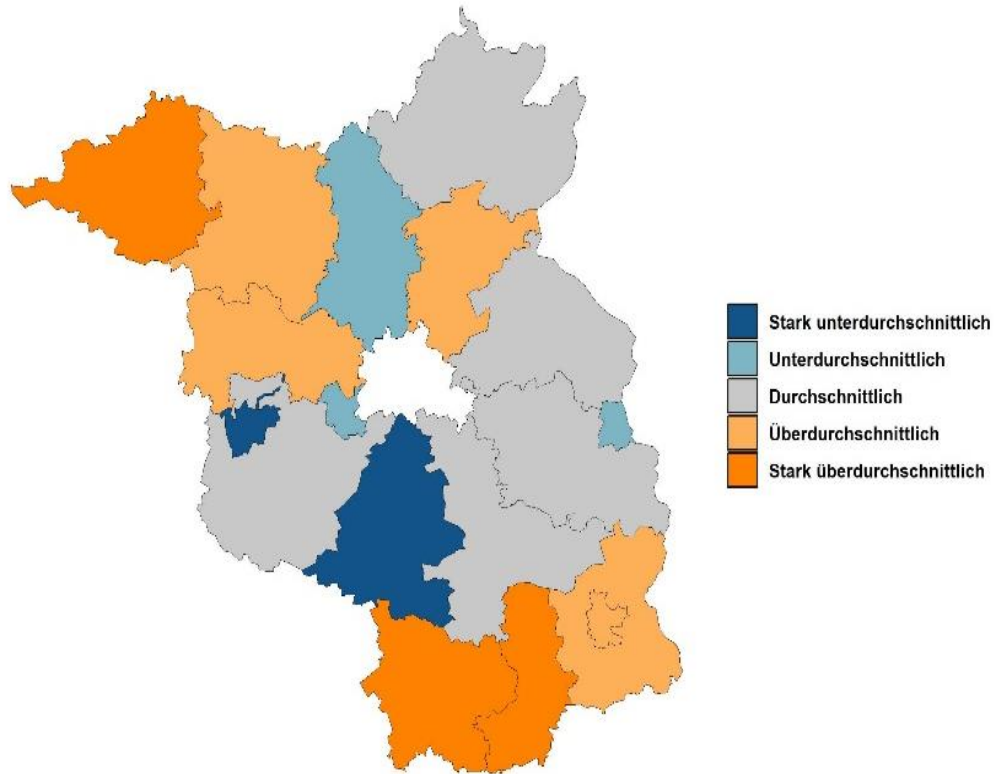 Stark unterdurchschnittlich
Unterdurchschnittlich
Durchschnittlich
Überdurchschnittlich
Stark überdurchschnittlich